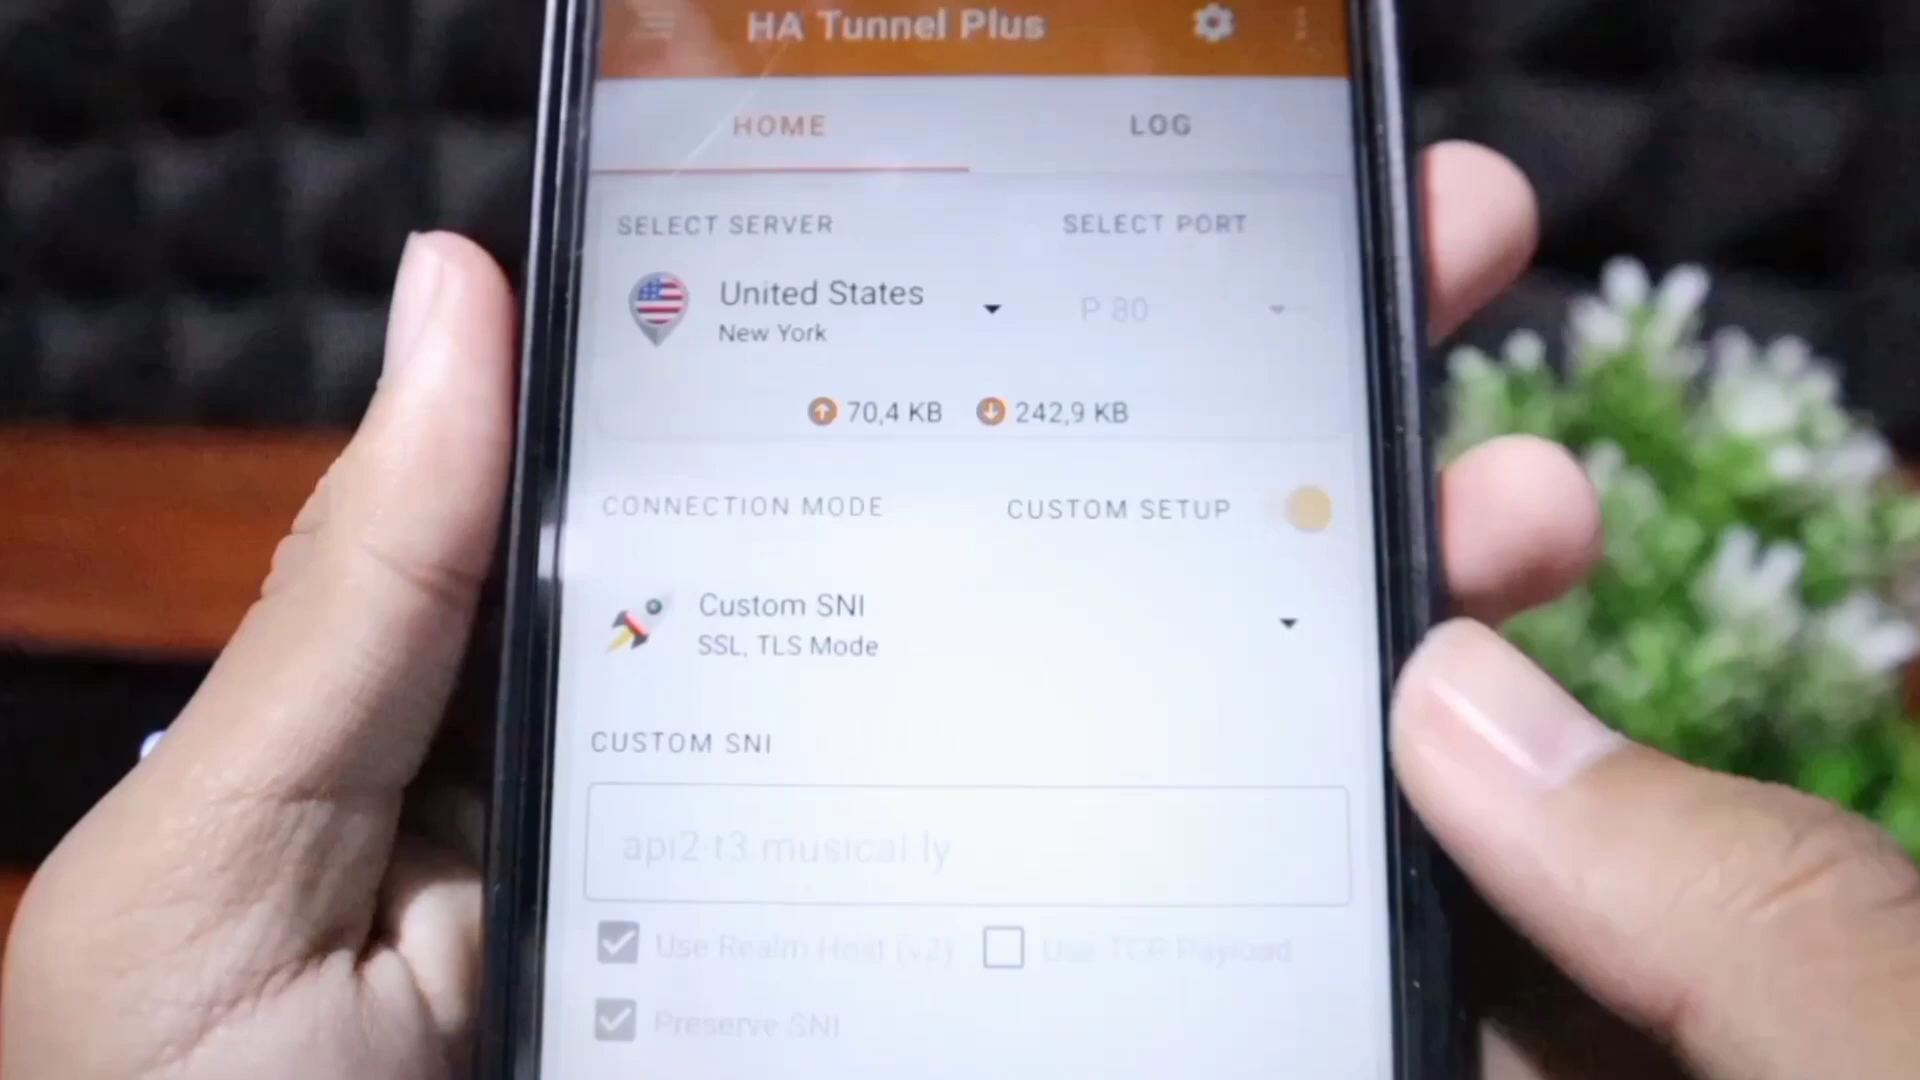 HA Tunnel Plus
HOME
LOG
SELECT SERVER
SELECT PORT
United States
P 80
New York
70,4 KB
242,9 KB
CONNECTION MODE
CUSTOM SETUP
Custom SNI
SSL, TLS Mode
CUSTOM SNI
api2-t3.musical.ly
Use Realm Host (v2)
Use TCP Payload
Preserve SNI